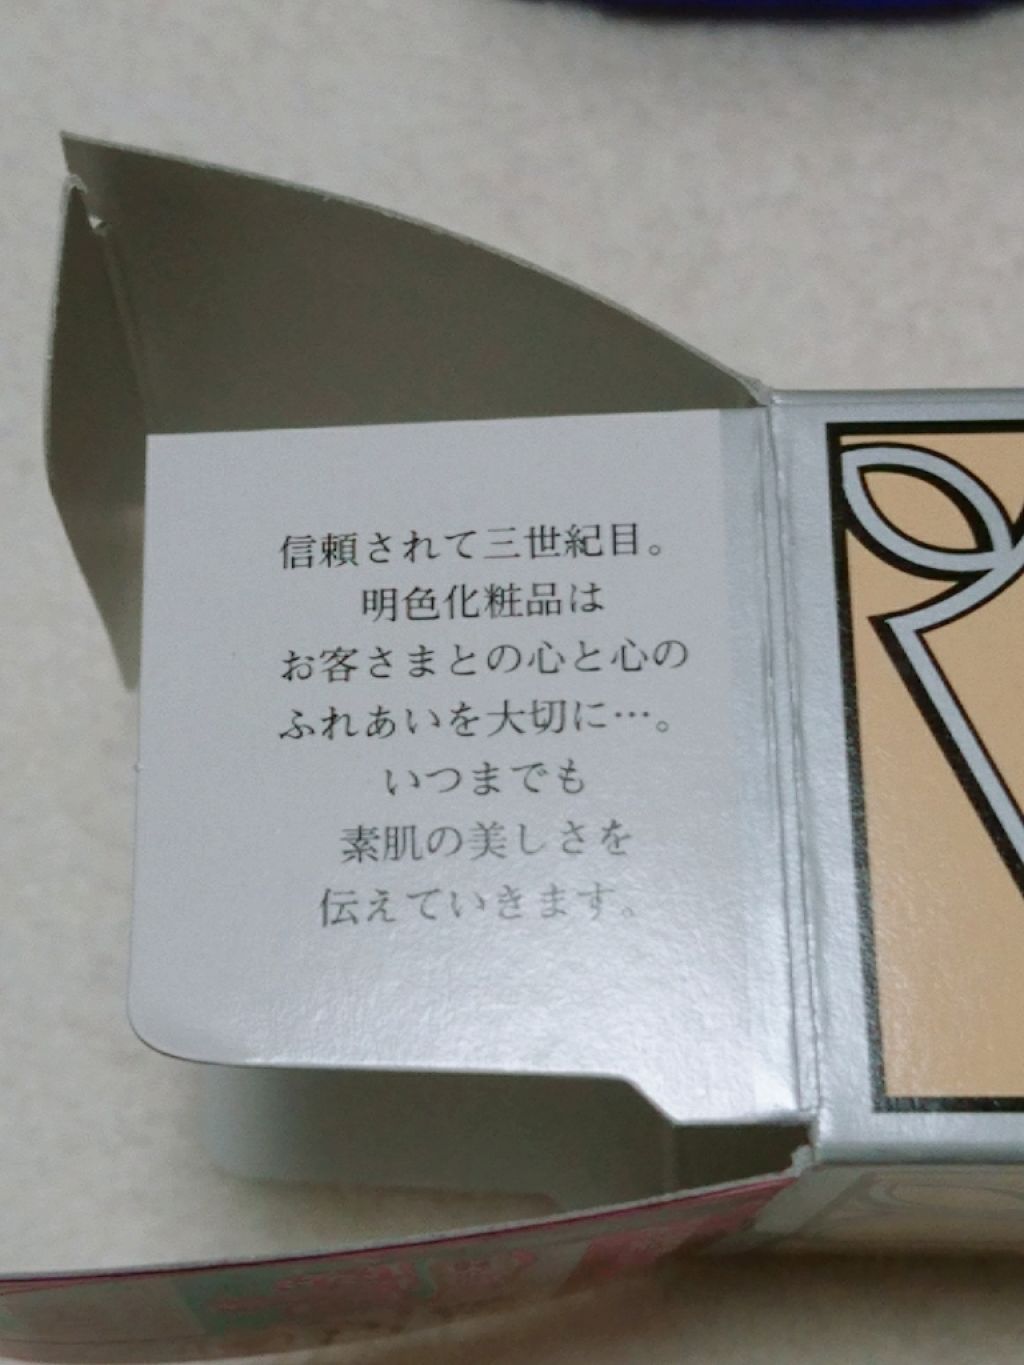 信頼されて三世紀目。
明色化粧品は
お客さまとの心と心の
ふれあいを大切に…。
いつまでも
素肌の美しさを
伝えていきます。